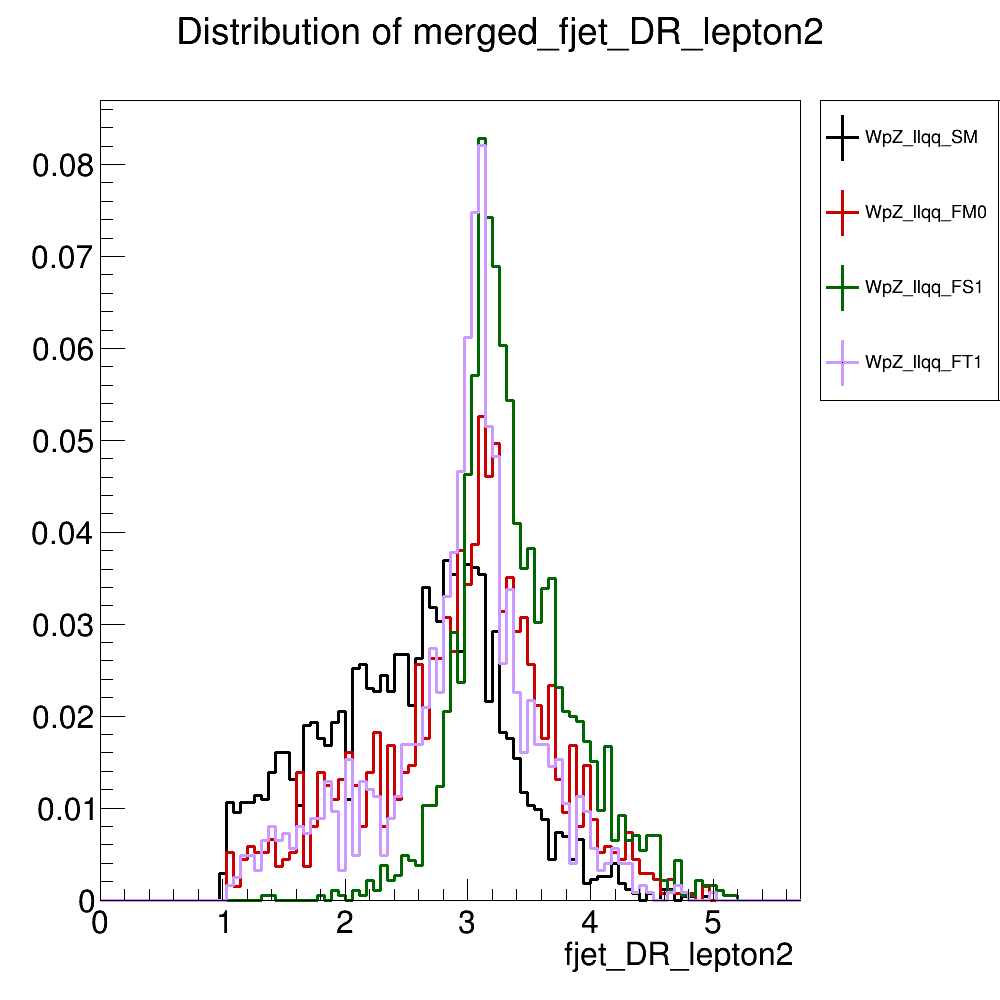 Distribution of merged_fjet_DR_lepton2
WpZ_llqq_SM
WpZ_llqq_FM0
WpZ_llqq_FS1
WpZ_llqq_FT1
0.08
0.07
0.06
0.05
0.04
0.03
0.02
0.01
0
0 1 2 3 4 5
fjet_DR_lepton2